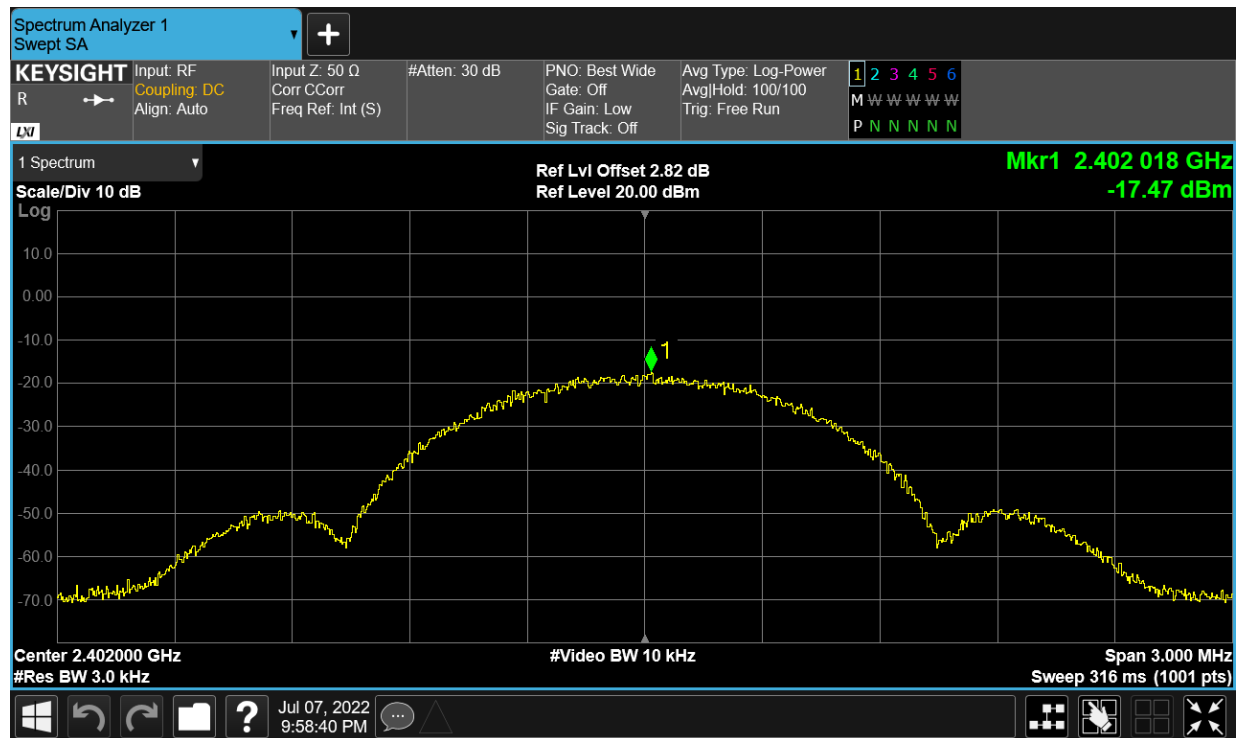 Spectrum Analyzer 1
Swept SA
KEYSIGHT
R
LXI
Input: RF
Coupling: DC
Align: Auto
Input Z: 50 Ω
Corr CCorr
Freq Ref: Int (S)
#Atten: 30 dB
PNO: Best Wide
Gate: Off
IF Gain: Low
Sig Track: Off
Avg Type: Log-Power
Avg|Hold: 100/100
Trig: Free Run
1 2 3 4 5 6
M W W W W W
P N N N N N
1 Spectrum
Scale/Div 10 dB
Log
Ref Lvl Offset 2.82 dB
Ref Level 20.00 dBm
Mkr1 2.402 018 GHz
-17.47 dBm
10.0
0.00
-10.0
1
-20.0
-30.0
-40.0
-50.0
-60.0
-70.0
Center 2.402000 GHz
#Res BW 3.0 kHz
#Video BW 10 kHz
Span 3.000 MHz
Sweep 316 ms (1001 pts)
?
Jul 07, 2022
9:58:40 PM